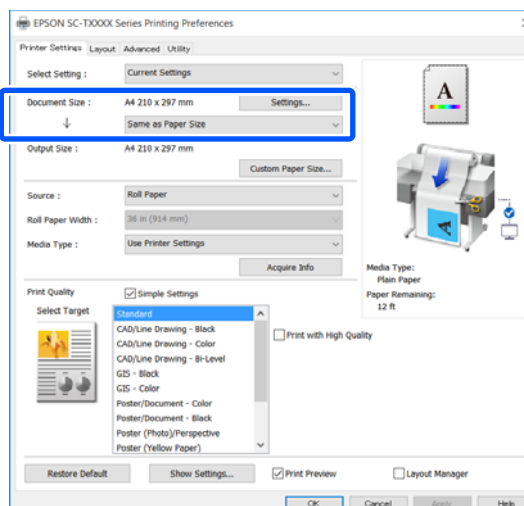 EPSON SC-TXXXX Series Printing Preferences
Printer Settings Layout Advanced Utility
Select Setting : Current Settings
Document Size : A4 210 x 297 mm Settings...
Same as Paper Size
Output Size : A4 210 x 297 mm
Custom Paper Size...
Source : Roll Paper
Roll Paper Width : 36 in (914 mm)
Media Type : Use Printer Settings
Acquire Info
A
A
Media Type:
Plain Paper
Paper Remaining:
12 ft
Print Quality Simple Settings
Select Target
Standard
CAD/Line Drawing - Black
CAD/Line Drawing - Color
CAD/Line Drawing - Bi-Level
GIS - Black
GIS - Color
Poster/Document - Color
Poster/Document - Black
Poster (Photo)/Perspective
Poster (Yellow Paper)
Print with High Quality
Restore Default Show Settings... Print Preview Layout Manager
OK Cancel Apply Help